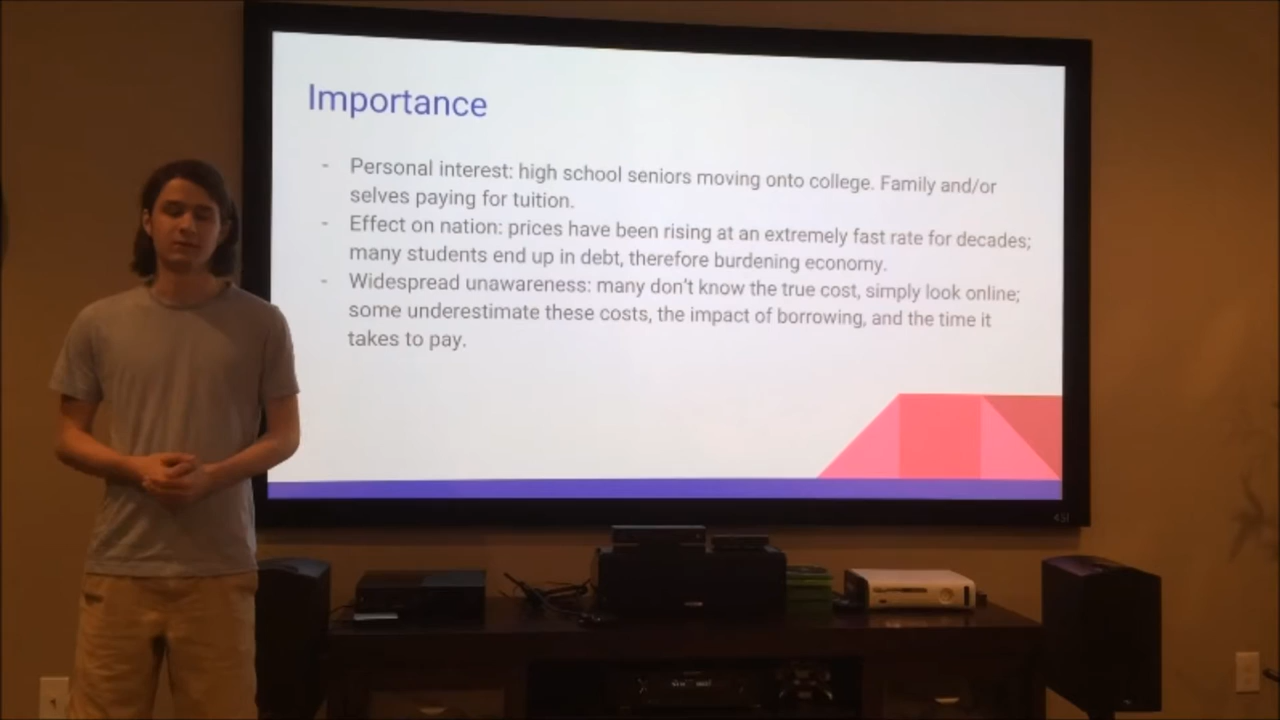 Importance
- Personal interest: high school seniors moving onto college. Family and/or
selves paying for tuition.
- Effect on nation: prices have been rising at an extremely fast rate for decades;
many students end up in debt, therefore burdening economy.
- Widespread unawareness: many don't know the true cost, simply look online;
some underestimate these costs, the impact of borrowing, and the time it
takes to pay.